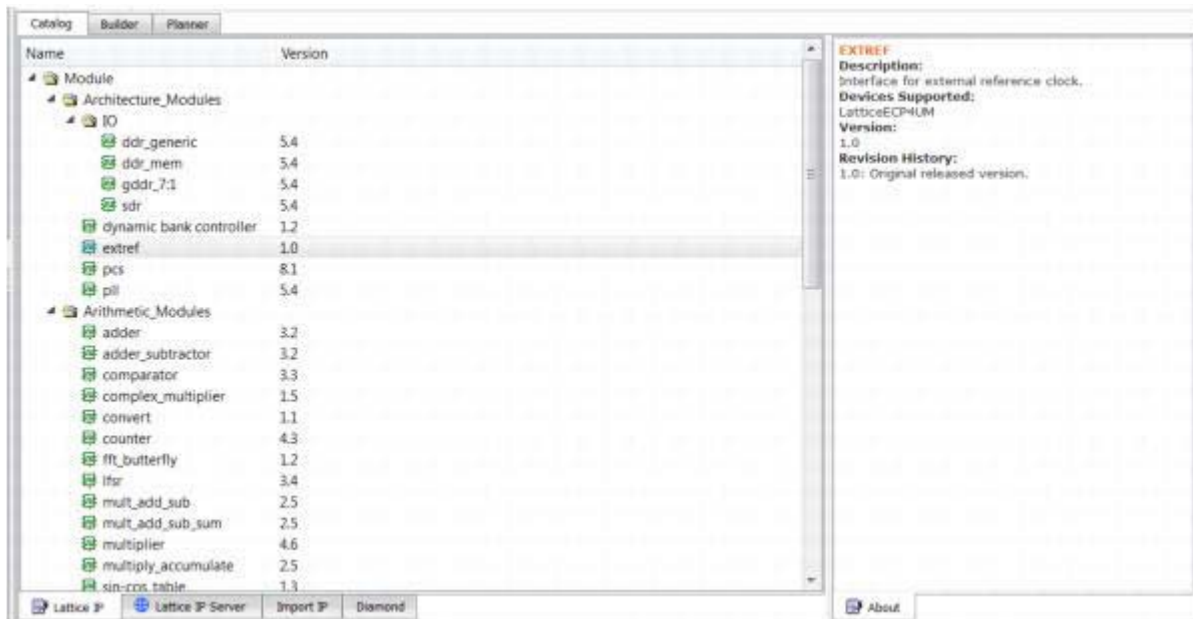 Catalog Builder Planner
Name Version
Module
Architecture_Modules
IO
ddr_generic 5.4
ddr_mem 5.4
gddr_7:1 5.4
sdr 5.4
dynamic bank controller 1.2
extref 1.0
pcs 8.1
pll 5.4
Arithmetic_Modules
adder 3.2
adder_subtractor 3.2
comparator 3.3
complex_multiplier 1.5
convert 1.1
counter 4.3
fft_butterfly 1.2
lfsr 3.4
mult_add_sub 2.5
mult_add_sub_sum 2.5
multiplier 4.6
multiply_accumulate 2.5
sin-cos_table 1.3
Lattice IP Lattice IP Server Import IP Diamond
EXTREF
Description:
Interface for external reference clock.
Devices Supported:
LatticeECP4UM
Version:
1.0
Revision History:
1.0: Original released version.
About